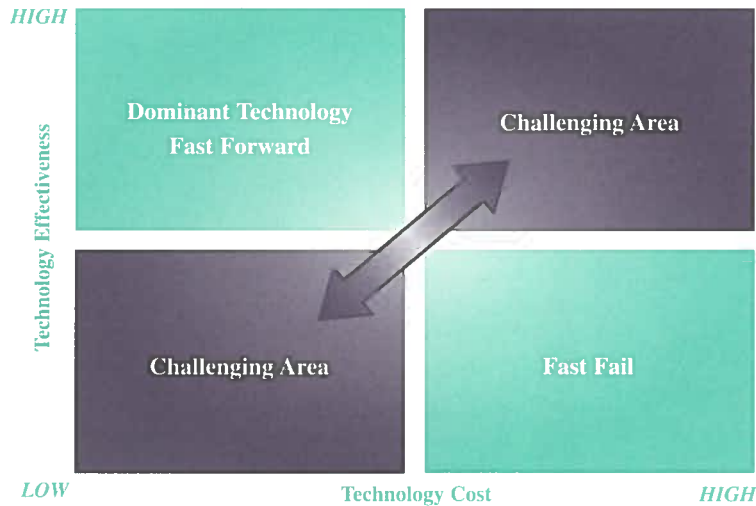 HIGH
Dominant Technology
Fast Forward
Challenging Area
Technology Effectiveness
Challenging Area
Fast Fail
LOW
Technology Cost
HIGH